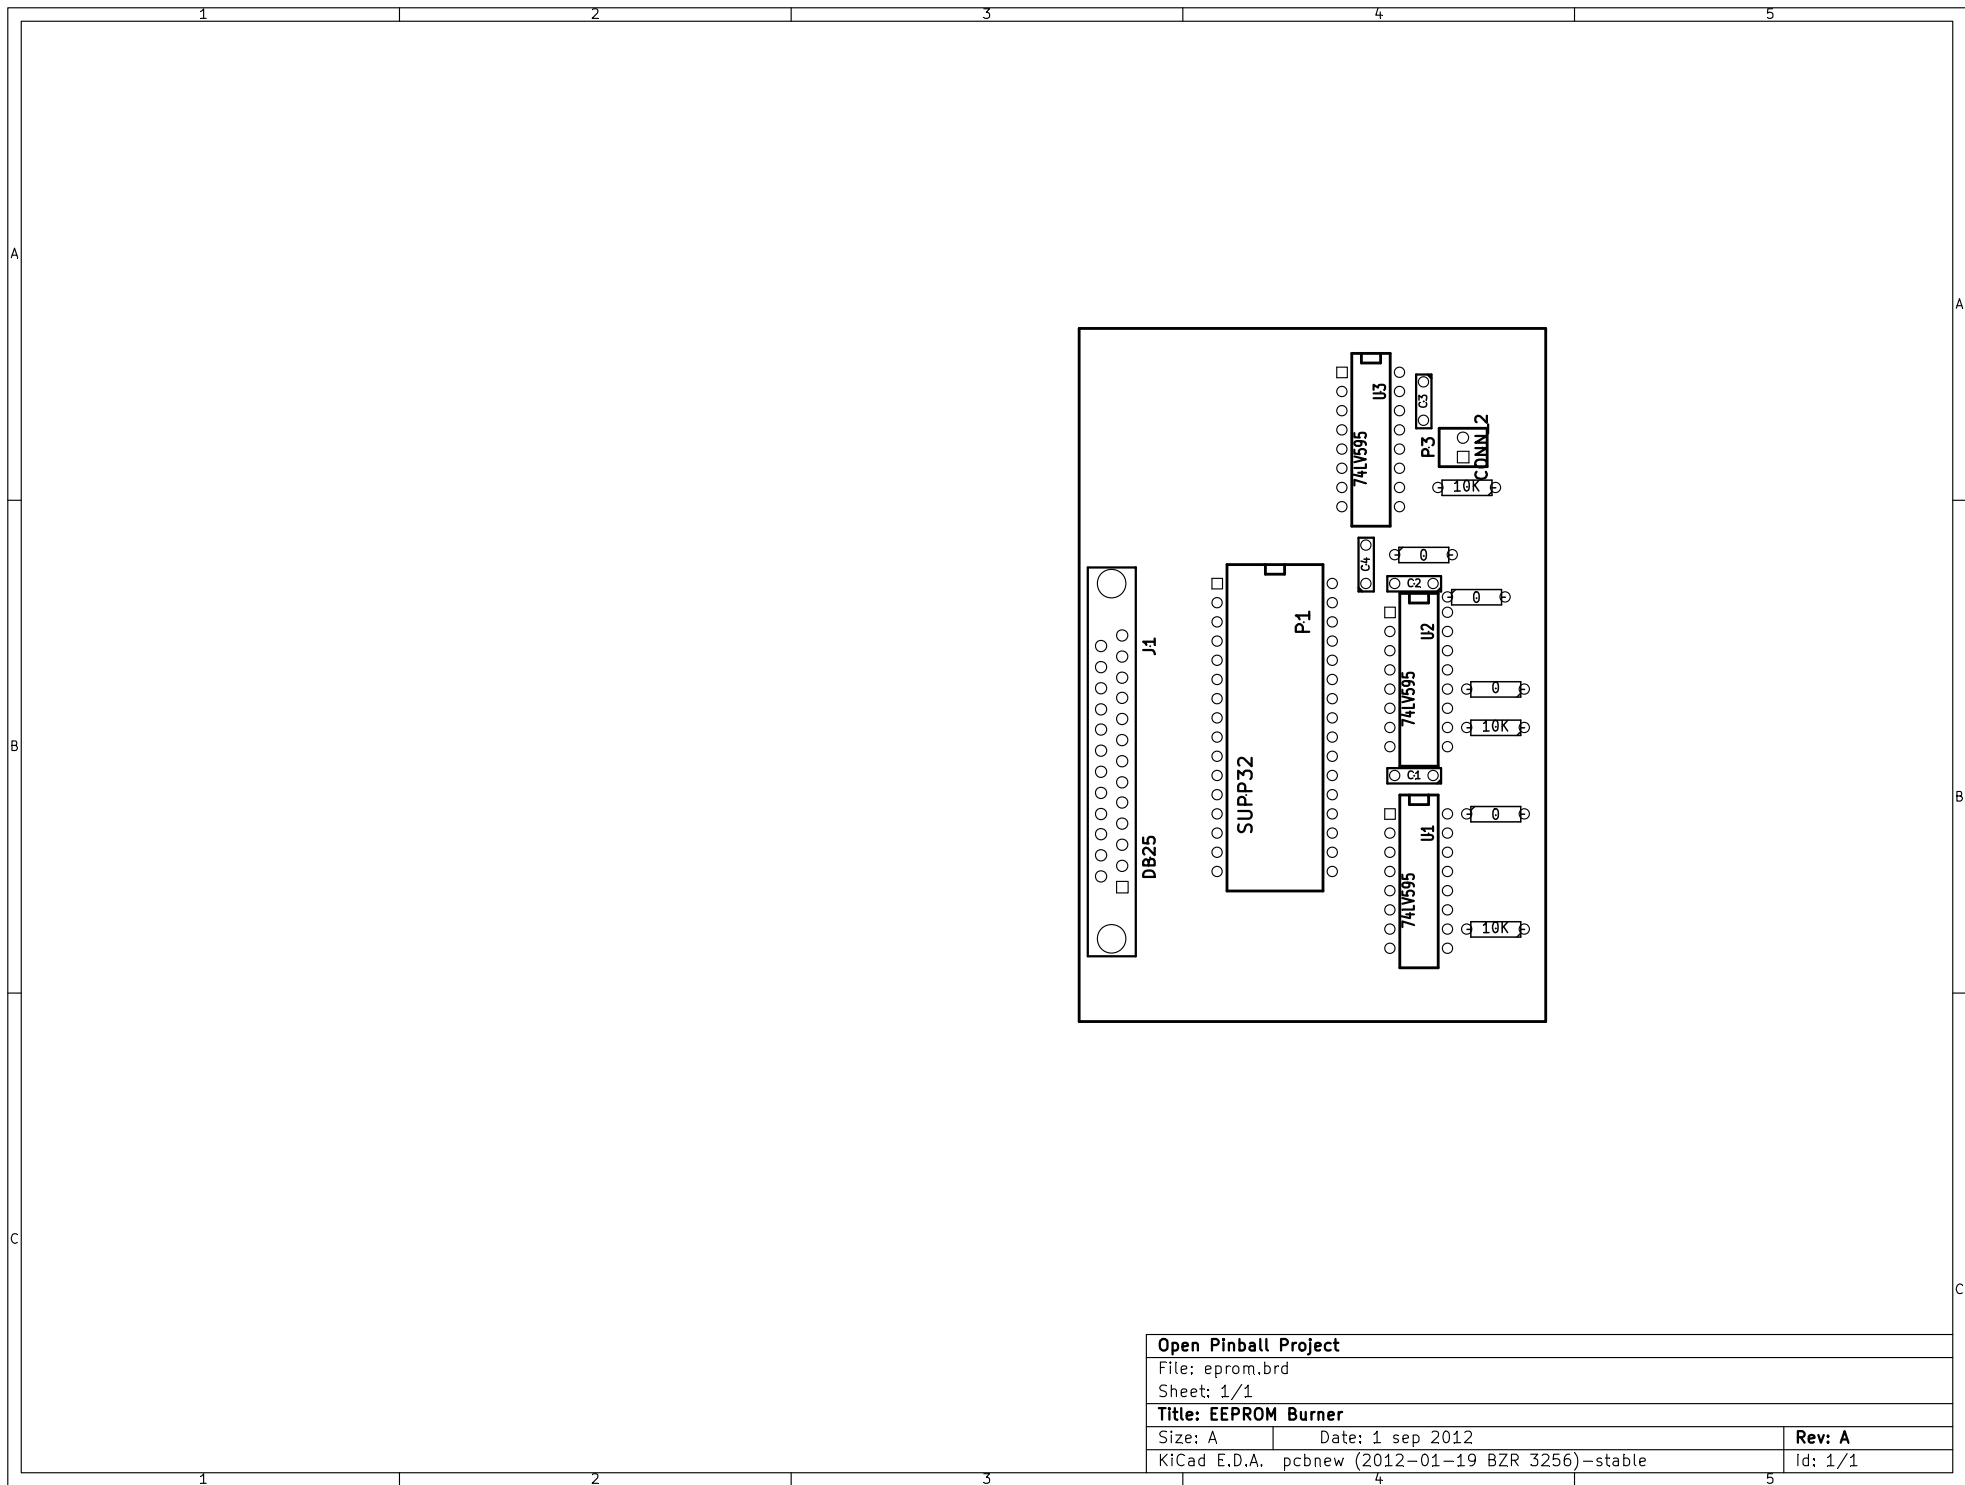 1 2 3 4 5
A
A
U3
C3
74LV595
P3
CONN_2
10K
C4
0
C2
0
P1
U2
J1
74LV595
0
10K
B
B
SUPP32
C1
0
U1
DB25
74LV595
10K
C
C
Open Pinball Project
File: eprom.brd
Sheet: 1/1
Title: EEPROM Burner
Size: A Date: 1 sep 2012 Rev: A
KiCad E.D.A. pcbnew (2012-01-19 BZR 3256)-stable Id: 1/1
1 2 3 4 5